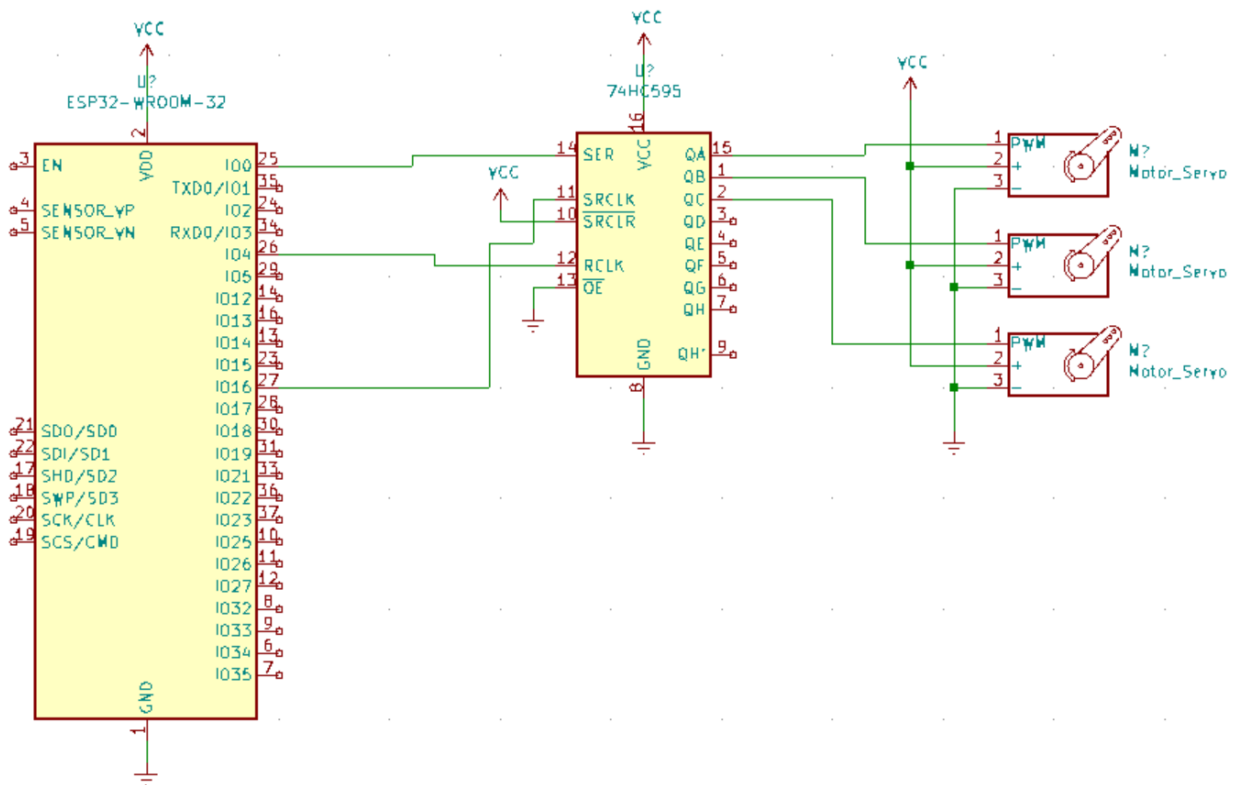 VCC
U?
ESP32-WROOM-32
2
VDD
3 EN
4 SENSOR_VP
5 SENSOR_VN
21 SDO/SD0
22 SDI/SD1
17 SHD/SD2
18 SWP/SD3
20 SCK/CLK
19 SCS/CMD
IO0 25
TXD0/IO1 35
IO2 24
RXD0/IO3 34
IO4 26
IO5 29
IO12 14
IO13 16
IO14 13
IO15 23
IO16 27
IO17 28
IO18 30
IO19 31
IO21 33
IO22 36
IO23 37
IO25 10
IO26 11
IO27 12
IO32 8
IO33 9
IO34 6
IO35 7
GND
1
VCC
VCC
U?
74HC595
16
VCC
14 SER
11 SRCLK
10 SRCLR
12 RCLK
13 OE
QA 15
QB 1
QC 2
QD 3
QE 4
QF 5
QG 6
QH 7
QH' 9
GND
8
VCC
1 PWM
2 +
3 -
M?
Motor_Servo
1 PWM
2 +
3 -
M?
Motor_Servo
1 PWM
2 +
3 -
M?
Motor_Servo